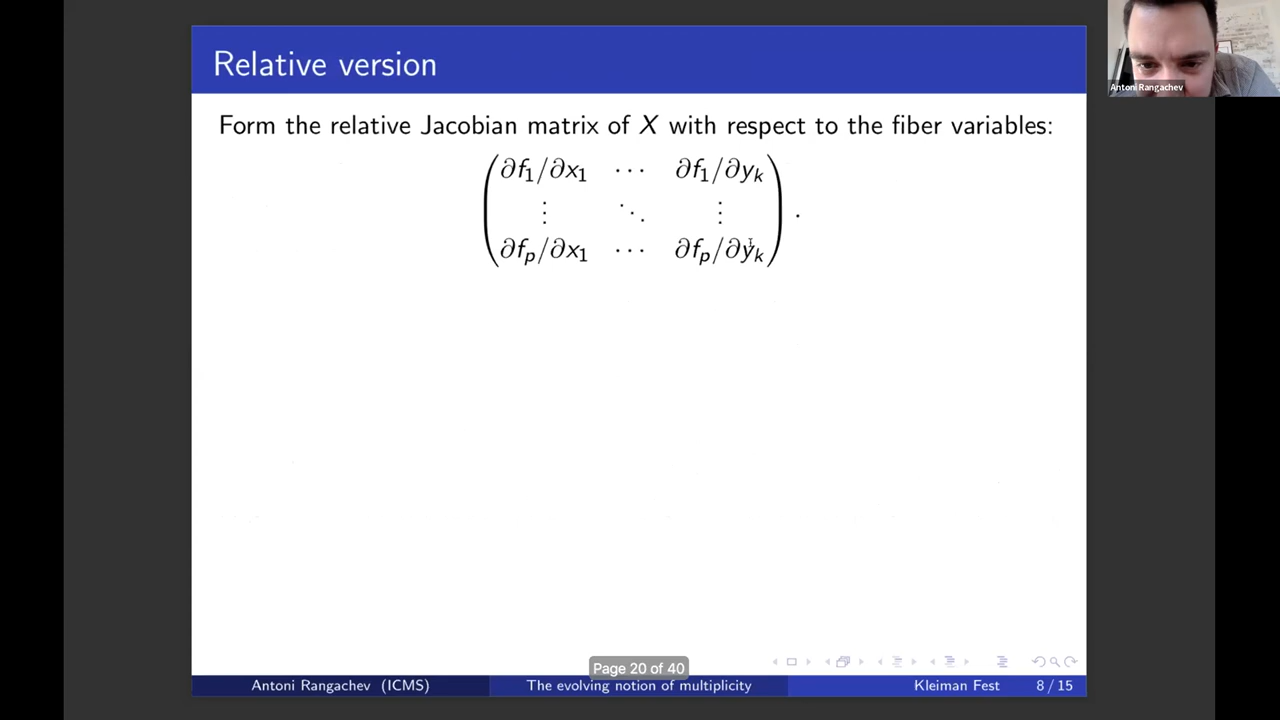 Relative version
Antoni Rangachev
Form the relative Jacobian matrix of X with respect to the fiber variables:
∂f₁/∂x₁ ⋯ ∂f₁/∂yₖ
⋮ ⋱ ⋮
∂fₚ/∂x₁ ⋯ ∂fₚ/∂yₖ .
Page 20 of 40
Antoni Rangachev (ICMS) The evolving notion of multiplicity Kleiman Fest 8 / 15